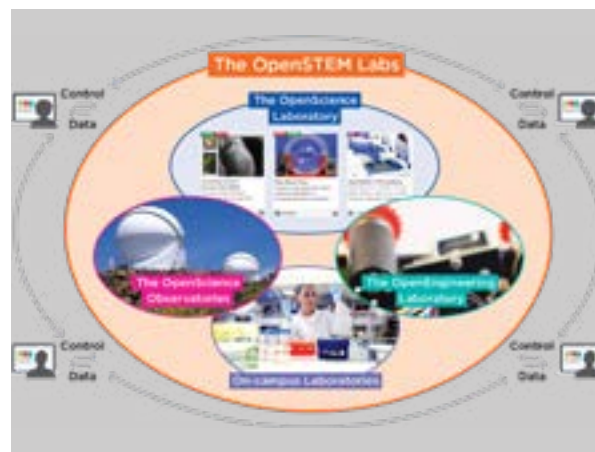 The OpenSTEM Labs
Control
Data
Control
Data
The OpenScience
Laboratory
The OpenScience
Observatories
The OpenEngineering
Laboratory
Control
Data
Control
Data
On-campus Laboratories